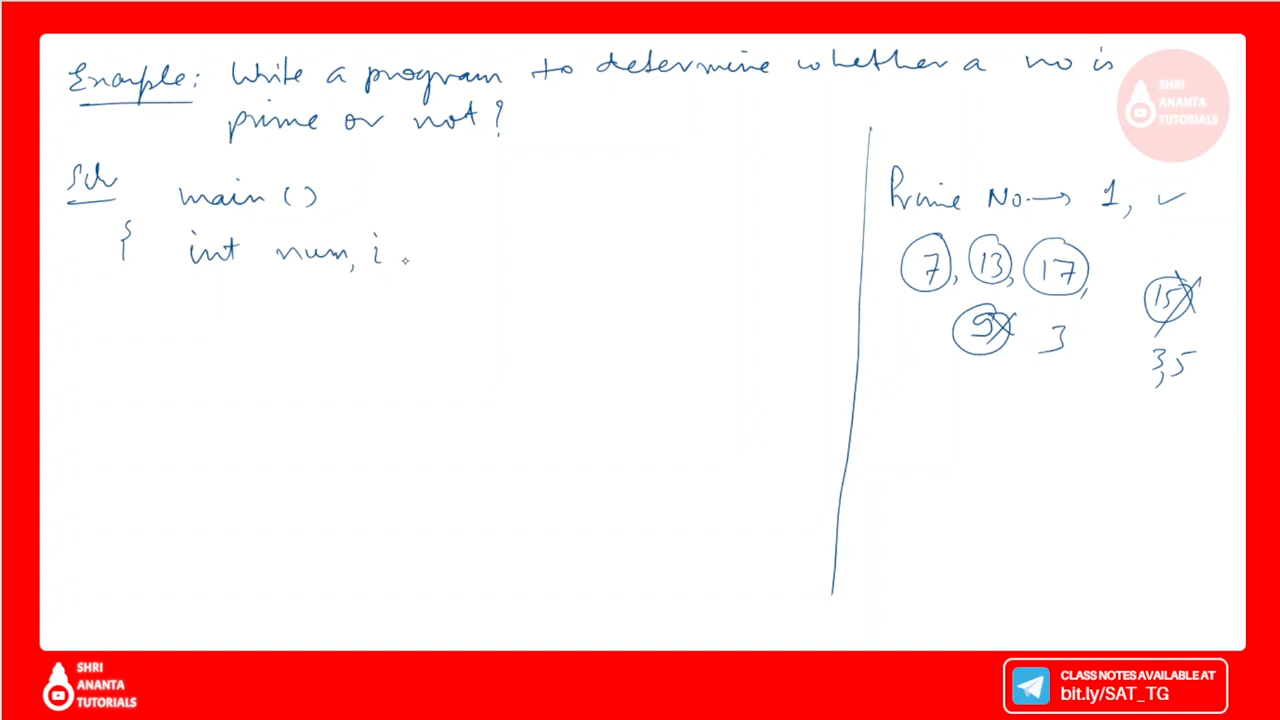 Example: Write a program to determine whether a no is
prime or not?
SHRI
ANANTA
TUTORIALS
Soln
main ()
{ int num, i
Prime No. → 1, ✓
7, 13, 17,
15
9 3
3, 5
SHRI
ANANTA
TUTORIALS
CLASS NOTES AVAILABLE AT
bit.ly/SAT_TG